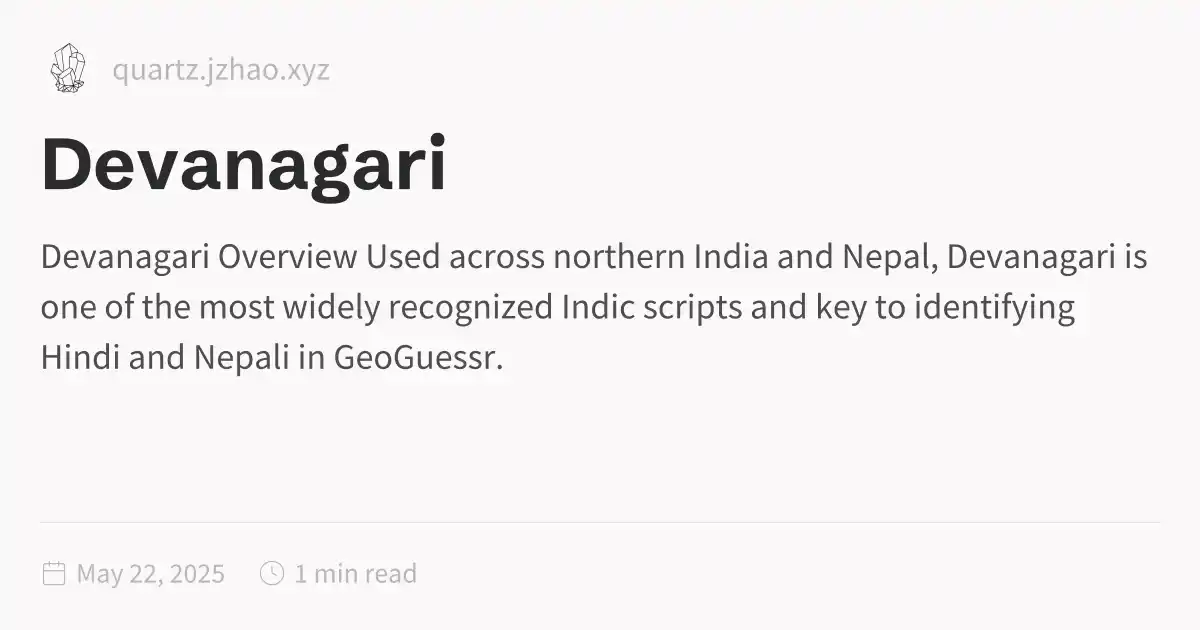 quartz.jzhao.xyz
Devanagari
Devanagari Overview Used across northern India and Nepal, Devanagari is
one of the most widely recognized Indic scripts and key to identifying
Hindi and Nepali in GeoGuessr.
May 22, 2025 1 min read